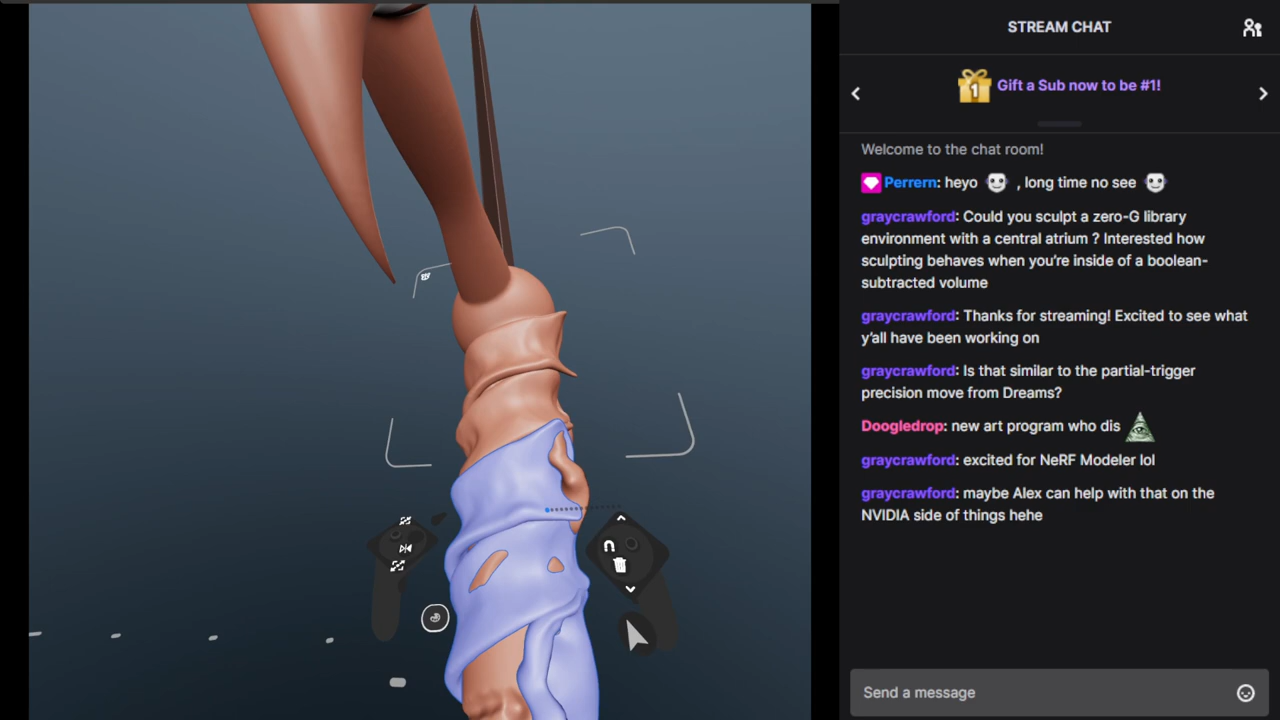 STREAM CHAT
1
Gift a Sub now to be #1!
Welcome to the chat room!
Perrern: heyo , long time no see
graycrawford: Could you sculpt a zero-G library
environment with a central atrium ? Interested how
sculpting behaves when you're inside of a boolean-
subtracted volume
graycrawford: Thanks for streaming! Excited to see what
y'all have been working on
graycrawford: Is that similar to the partial-trigger
precision move from Dreams?
Doogledrop: new art program who dis
graycrawford: excited for NeRF Modeler lol
graycrawford: maybe Alex can help with that on the
NVIDIA side of things hehe
Send a message